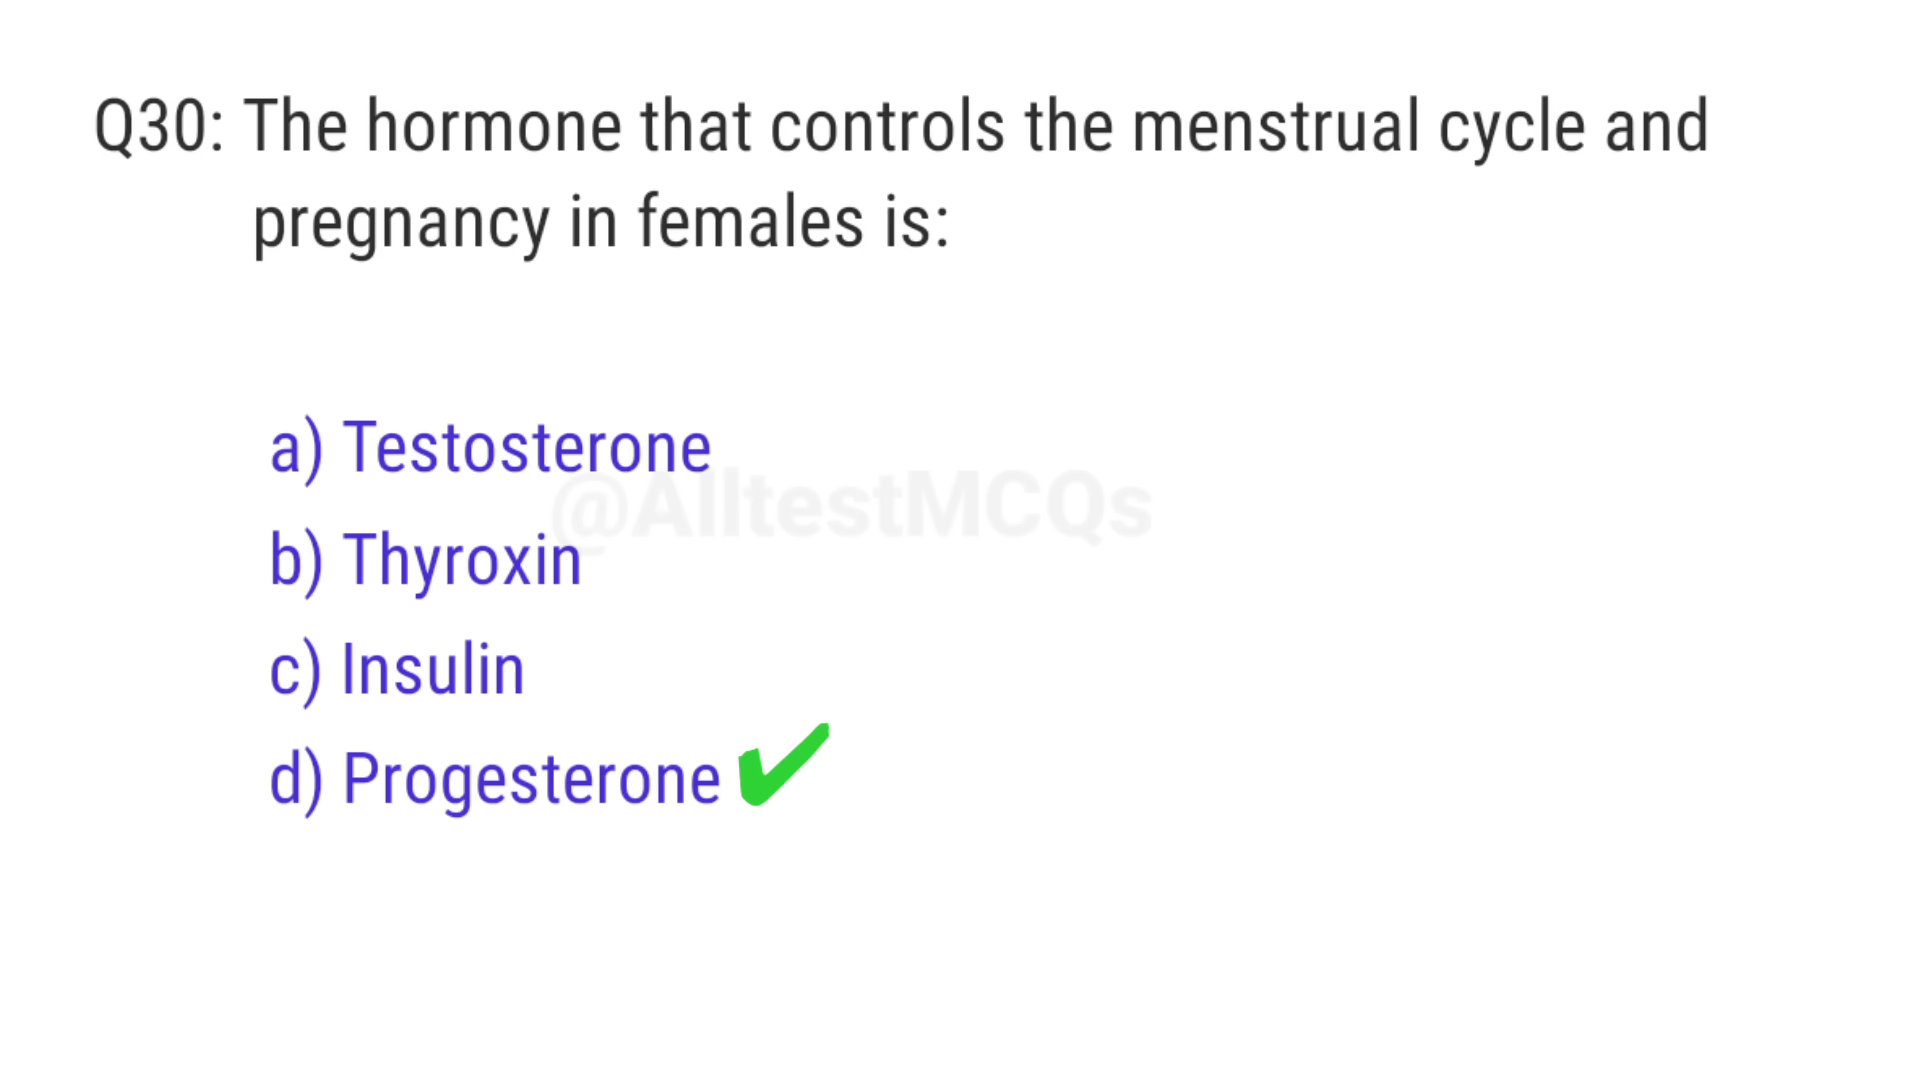 Q30: The hormone that controls the menstrual cycle and
pregnancy in females is:
a) Testosterone
@AlltestMCQs
b) Thyroxin
c) Insulin
d) Progesterone